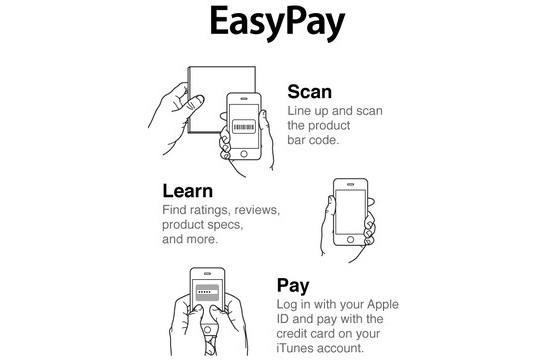 EasyPay
Scan
Line up and scan
the product
bar code.
Learn
Find ratings, reviews,
product specs,
and more.
Pay
Log in with your Apple
ID and pay with the
credit card on your
iTunes account.